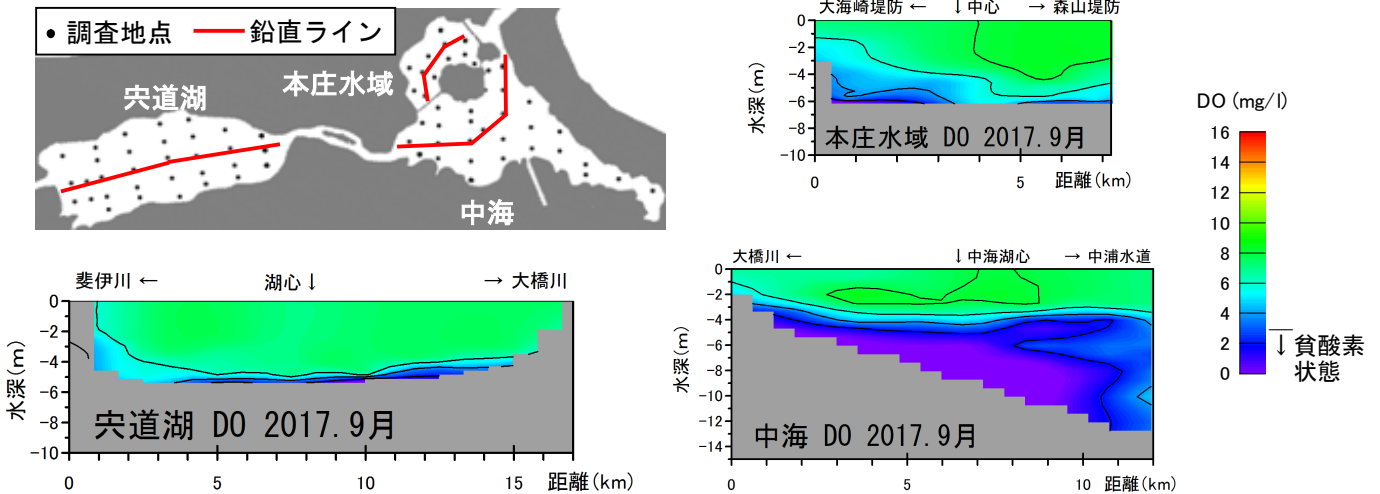 調査地点 鉛直ライン
宍道湖
本庄水域
中海
大海崎堤防 ← ↓中心 → 森山堤防
水深(m)
0
-2
-4
-6
-8
-10
本庄水域 DO 2017.9月
0 5 距離(km)
斐伊川 ← 湖心↓ → 大橋川
水深(m)
0
-2
-4
-6
-8
-10
宍道湖 DO 2017.9月
0 5 10 15 距離(km)
大橋川 ← ↓中海湖心 → 中浦水道
水深(m)
0
-2
-4
-6
-8
-10
-12
-14
中海 DO 2017.9月
0 5 10 距離(km)
DO (mg/l)
16
14
12
10
8
6
4
2
0
↓ 貧酸素
状態